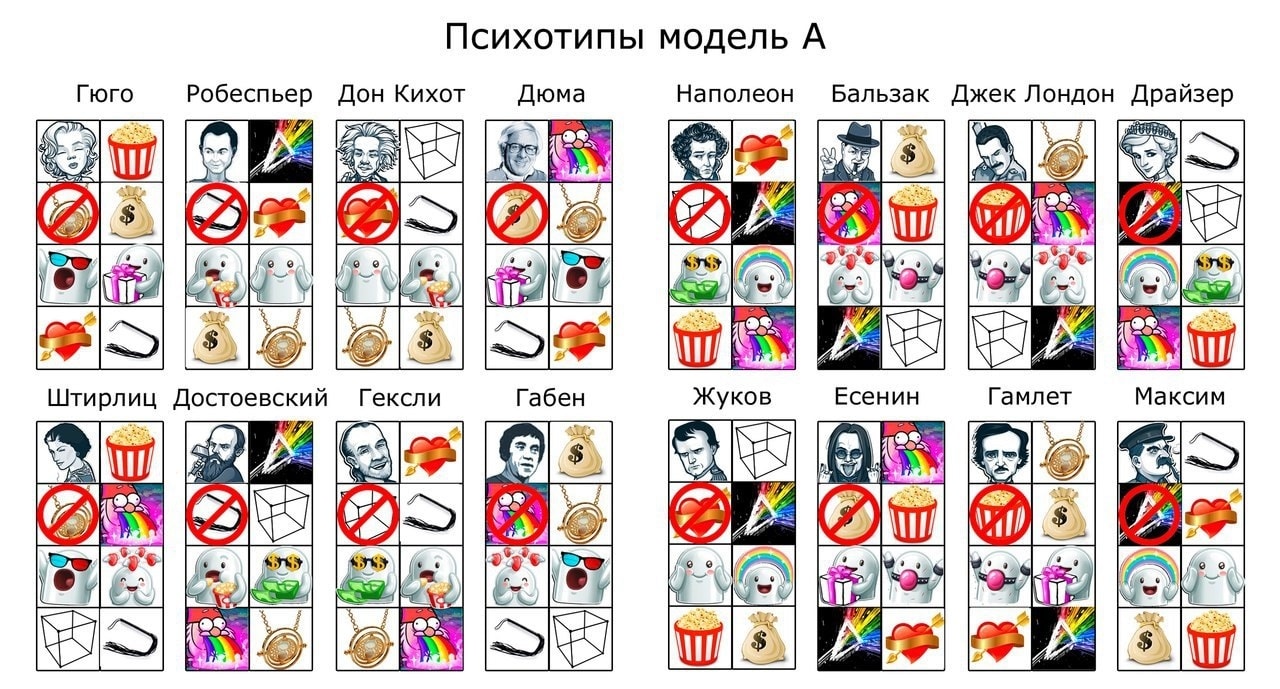 Психотипы модель А
Гюго Робеспьер Дон Кихот Дюма Наполеон Бальзак Джек Лондон Драйзер
Штирлиц Достоевский Гексли Габен Жуков Есенин Гамлет Максим